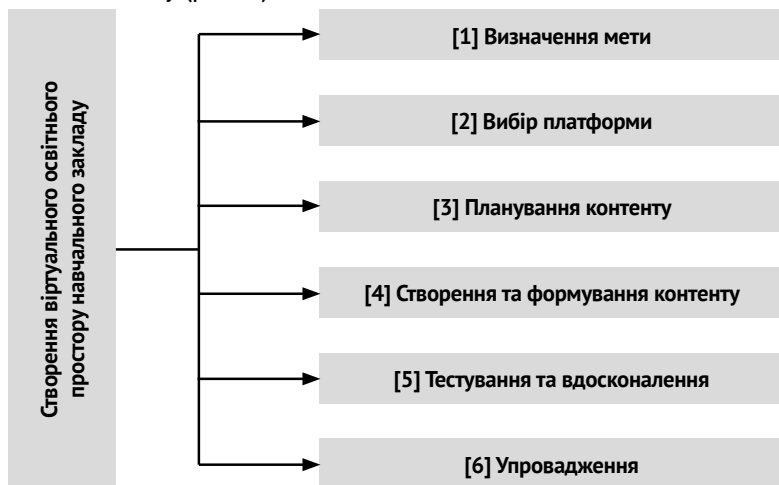 Створення віртуального освітнього
простору навчального закладу
[1] Визначення мети
[2] Вибір платформи
[3] Планування контенту
[4] Створення та формування контенту
[5] Тестування та вдосконалення
[6] Упровадження